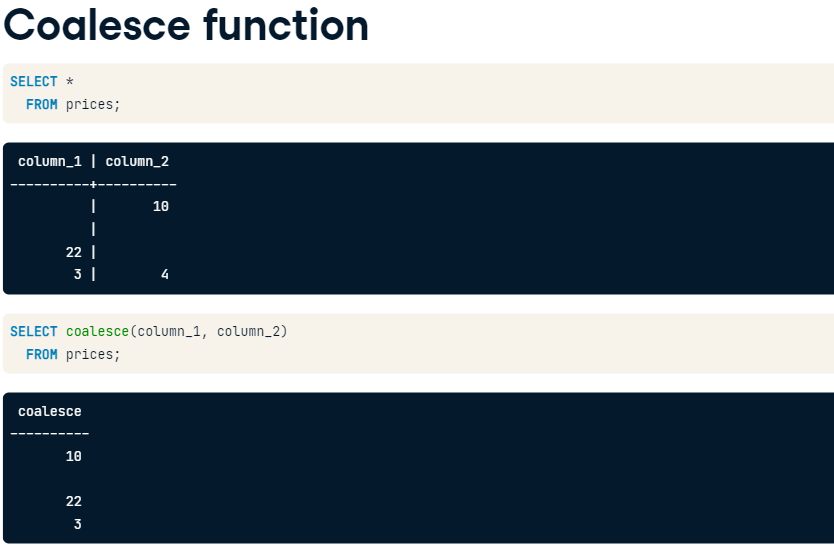 Coalesce function
SELECT *
  FROM prices;
 column_1 | column_2
----------+----------
          |       10
          |
       22 |
        3 |        4
SELECT coalesce(column_1, column_2)
  FROM prices;
 coalesce
----------
       10

       22
        3